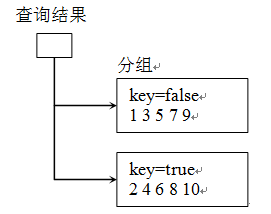 查询结果
分组
key=false↵
1 3 5 7 9↵
key=true↵
2 4 6 8 10↵